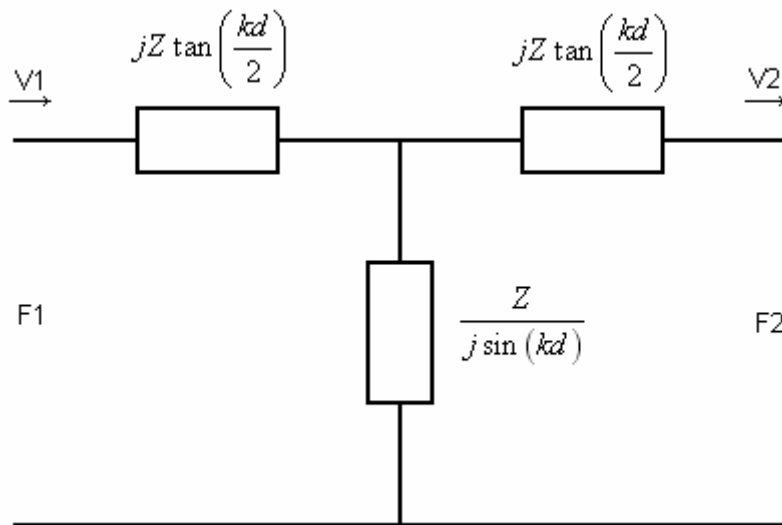 jZ tan(kd/2) jZ tan(kd/2)
V1 V2
F1 Z/(j sin(kd)) F2